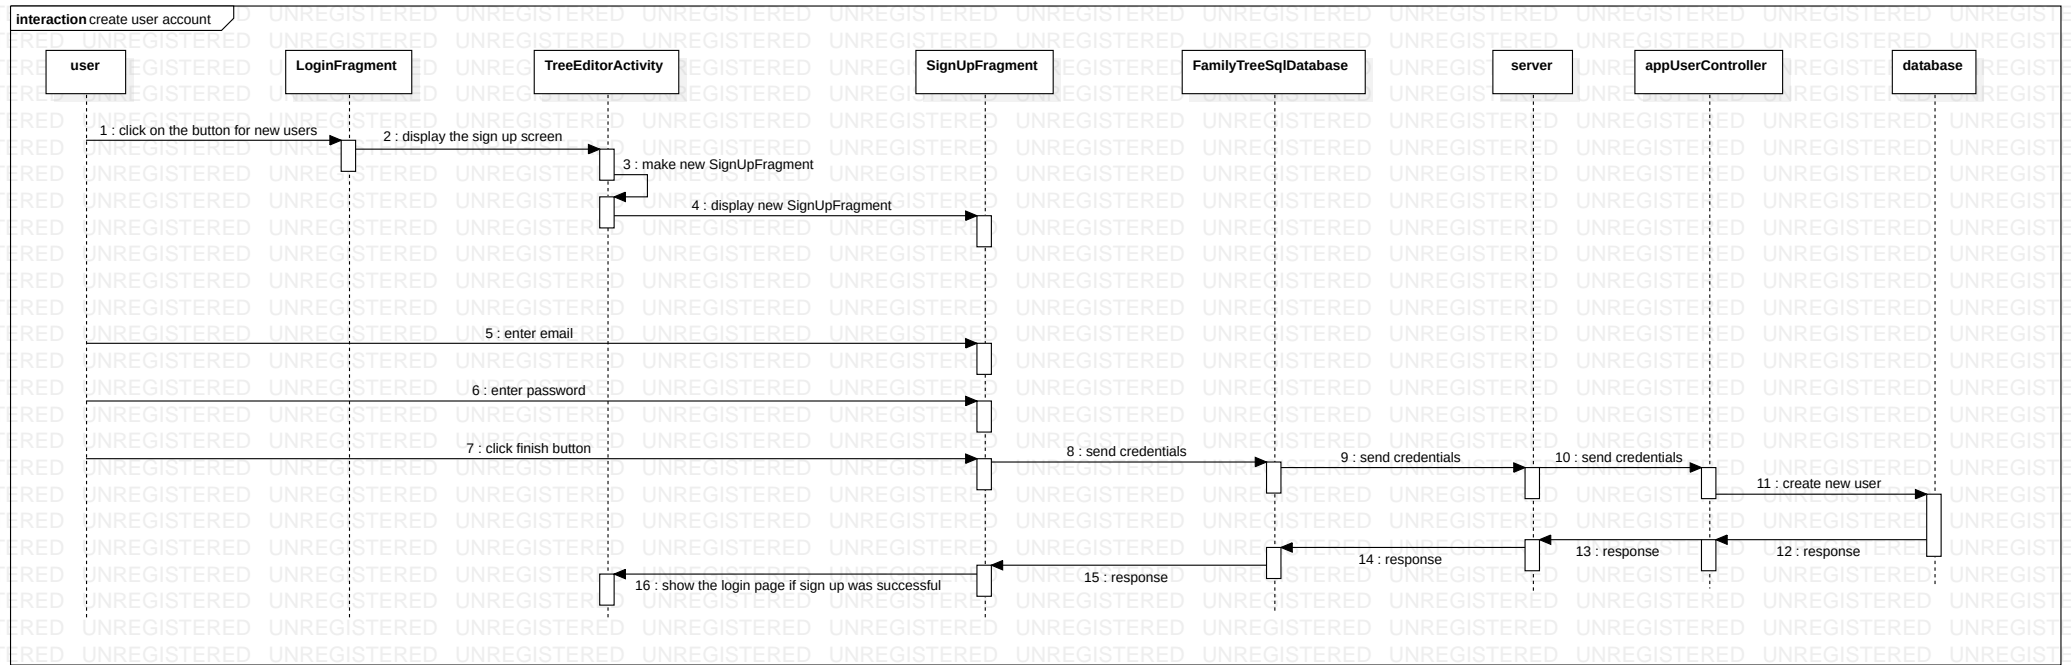 interaction create user account
user
LoginFragment
TreeEditorActivity
SignUpFragment
FamilyTreeSqlDatabase
server
appUserController
database
1 : click on the button for new users
2 : display the sign up screen
3 : make new SignUpFragment
4 : display new SignUpFragment
5 : enter email
6 : enter password
7 : click finish button
8 : send credentials
9 : send credentials
10 : send credentials
11 : create new user
12 : response
13 : response
14 : response
15 : response
16 : show the login page if sign up was successful
UNREGISTERED